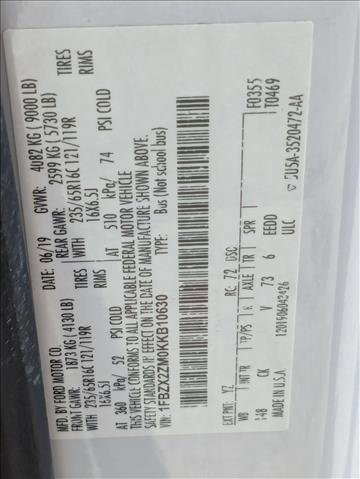 MFD. BY FORD MOTOR CO.
DATE: 06/19 GVWR: 4082 KG ( 9000 LB)
FRONT GAWR: 1873 KG (4130 LB) REAR GAWR: 2599 KG ( 5730 LB)
WITH 235/65R16C 121/119R TIRES WITH 235/65R16C 121/119R TIRES
16X6.5J RIMS 16X6.5J RIMS
AT 360 kPa/ 52 PSI COLD AT 510 kPa/ 74 PSI COLD
THIS VEHICLE CONFORMS TO ALL APPLICABLE FEDERAL MOTOR VEHICLE
SAFETY STANDARDS IN EFFECT ON THE DATE OF MANUFACTURE SHOWN ABOVE.
VIN: 1FBZX2ZM0KKB10630
TYPE: Bus (Not school bus)
F0355
T0469
EXT PNT: YZ RC: 72 DSO:
WB INT TR TP/PS R AXLE TR SPR
148 CK V 73 6 EEDD
ULC
MADE IN U.S.A. 1201906042426
5U5A-3520472-AA